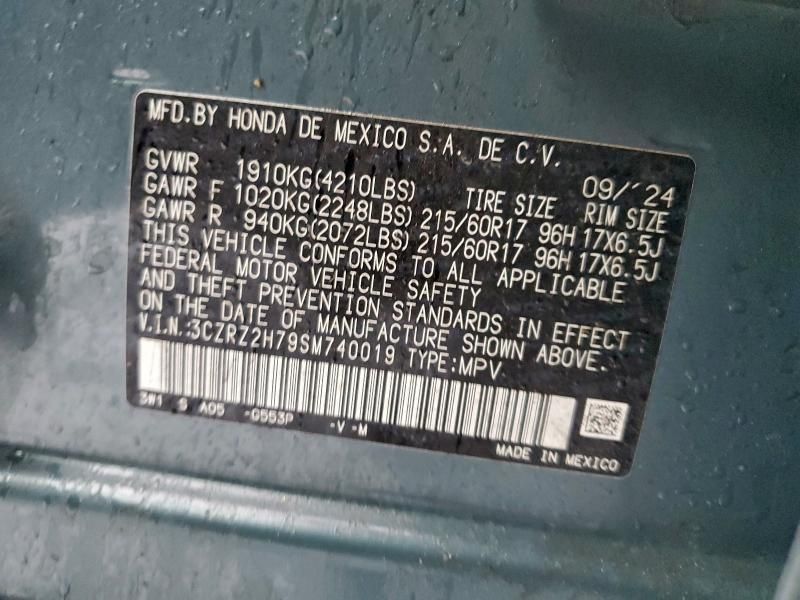 MFD.BY HONDA DE MEXICO S.A. DE C.V.
GVWR 1910KG(4210LBS) TIRE SIZE 09/'24 RIM SIZE
GAWR F 1020KG(2248LBS) 215/60R17 96H 17X6.5J
GAWR R 940KG(2072LBS) 215/60R17 96H 17X6.5J
THIS VEHICLE CONFORMS TO ALL APPLICABLE
FEDERAL MOTOR VEHICLE SAFETY
AND THEFT PREVENTION STANDARDS IN EFFECT
ON THE DATE OF MANUFACTURE SHOWN ABOVE.
V.I.N.:3CZRZ2H79SM740019 TYPE:MPV
3W1 S A05 -G553P -V -M
MADE IN MEXICO